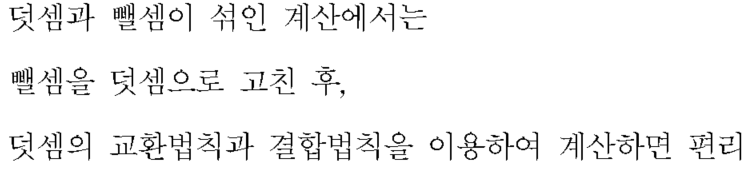 덧셈과 뺄셈이 섞인 계산에서는
뺄셈을 덧셈으로 고친 후,
덧셈의 교환법칙과 결합법칙을 이용하여 계산하면 편리